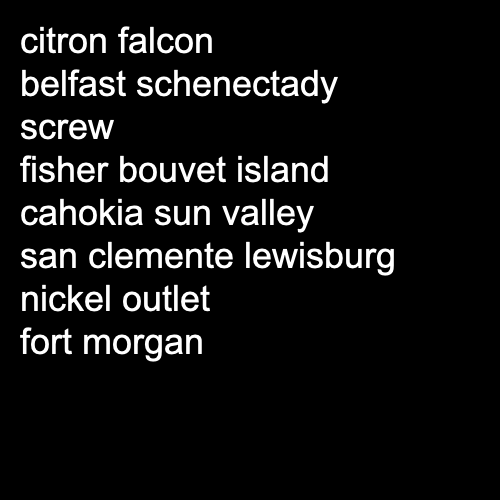 citron falcon
belfast schenectady
screw
fisher bouvet island
cahokia sun valley
san clemente lewisburg
nickel outlet
fort morgan